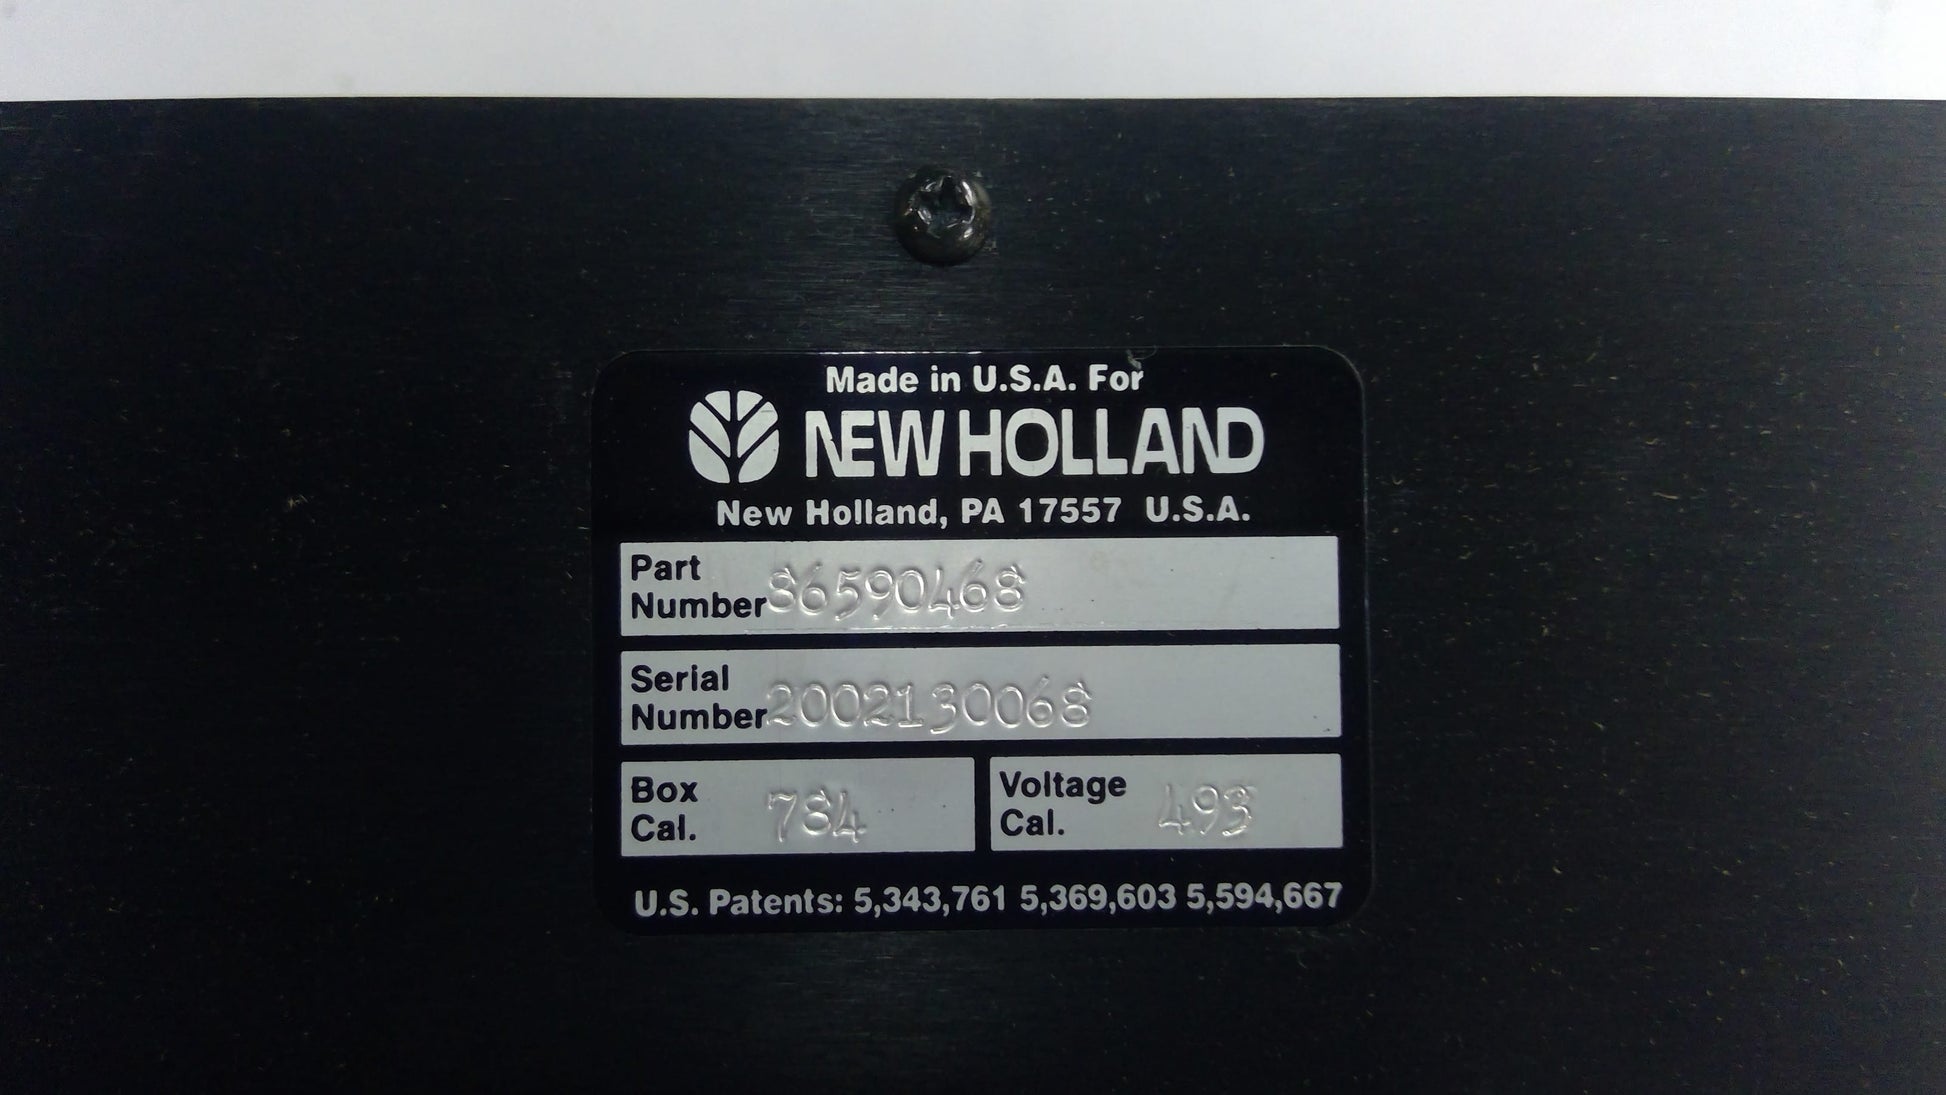 Made in U.S.A. For
NEW HOLLAND
New Holland, PA 17557 U.S.A.
Part
Number 86590468
Serial
Number 2002130068
Box
Cal. 784
Voltage
Cal. 493
U.S. Patents: 5,343,761 5,369,603 5,594,667